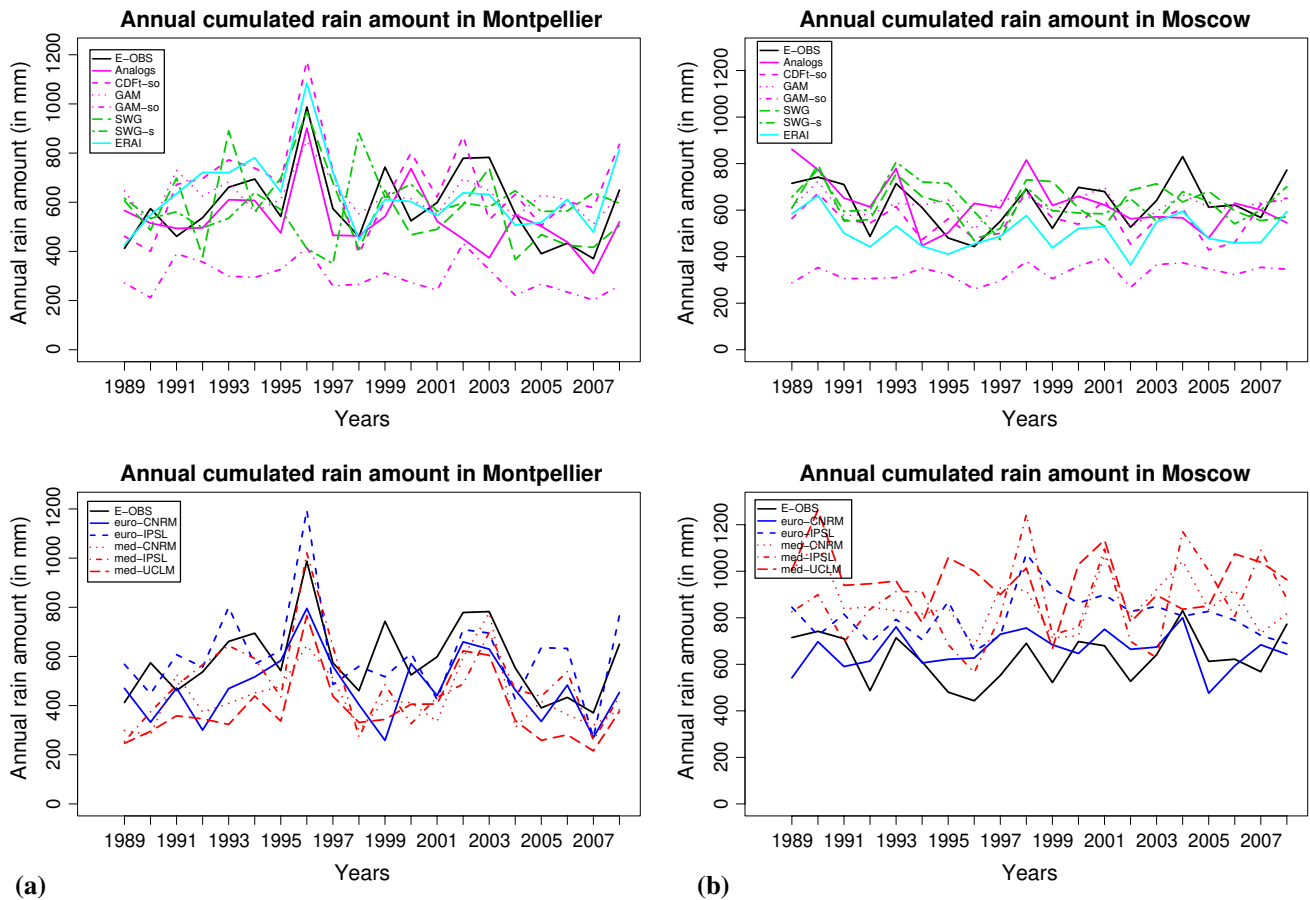 Annual cumulated rain amount in Montpellier
Annual rain amount (in mm)
0 200 400 600 800 1000 1200
E-OBS
Analogs
CDFt-so
GAM
GAM-so
SWG
SWG-s
ERAI
1989 1991 1993 1995 1997 1999 2001 2003 2005 2007
Years
Annual cumulated rain amount in Moscow
Annual rain amount (in mm)
0 200 400 600 800 1000 1200
E-OBS
Analogs
CDFt-so
GAM
GAM-so
SWG
SWG-s
ERAI
1989 1991 1993 1995 1997 1999 2001 2003 2005 2007
Years
Annual cumulated rain amount in Montpellier
Annual rain amount (in mm)
0 200 400 600 800 1000 1200
E-OBS
euro-CNRM
euro-IPSL
med-CNRM
med-IPSL
med-UCLM
1989 1991 1993 1995 1997 1999 2001 2003 2005 2007
Years
(a)
Annual cumulated rain amount in Moscow
Annual rain amount (in mm)
0 200 400 600 800 1000 1200
E-OBS
euro-CNRM
euro-IPSL
med-CNRM
med-IPSL
med-UCLM
1989 1991 1993 1995 1997 1999 2001 2003 2005 2007
Years
(b)